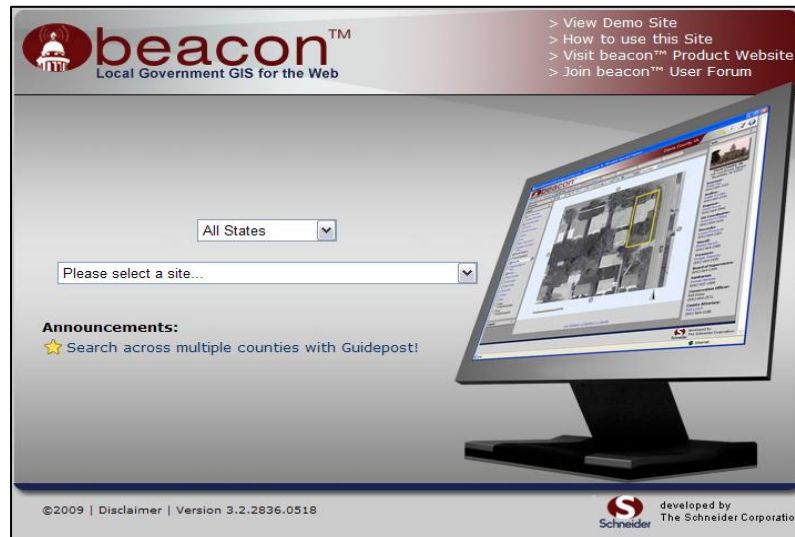 beacon™
Local Government GIS for the Web
> View Demo Site
> How to use this Site
> Visit beacon™ Product Website
> Join beacon™ User Forum
All States
Please select a site...
Announcements:
Search across multiple counties with Guidepost!
beacon
©2009 | Disclaimer | Version 3.2.2836.0518
Schneider
developed by
The Schneider Corporatio